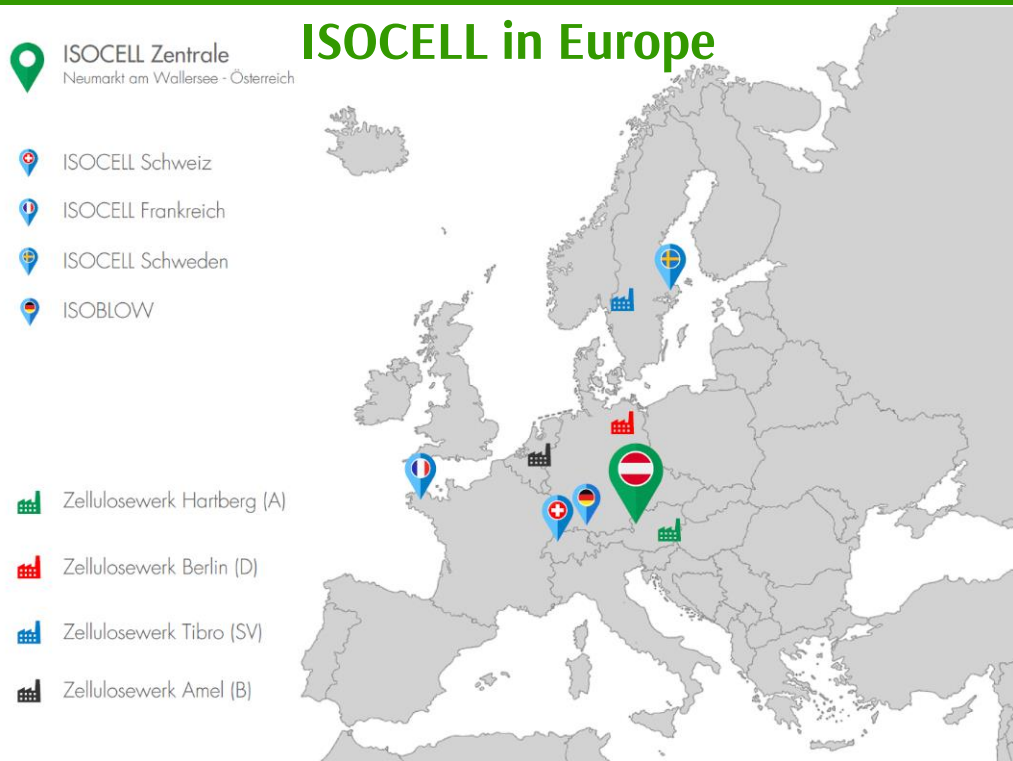 ISOCELL in Europe
ISOCELL Zentrale
Neumarkt am Wallersee - Österreich
ISOCELL Schweiz
ISOCELL Frankreich
ISOCELL Schweden
ISOBLOW
Zellulosewerk Hartberg (A)
Zellulosewerk Berlin (D)
Zellulosewerk Tibro (SV)
Zellulosewerk Amel (B)